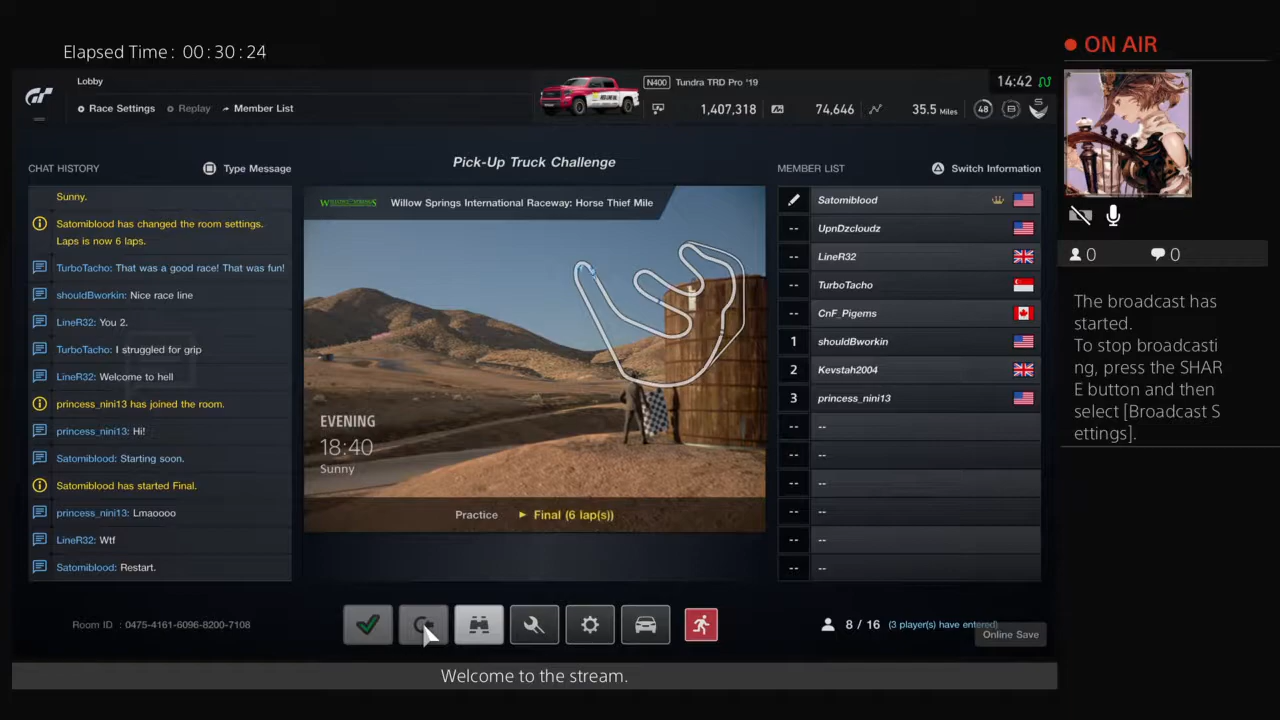 Elapsed Time : 00:30:24
ON AIR
Lobby
Race Settings
Replay
Member List
N400 Tundra TRD Pro '19
1,407,318
74,646
35.5 Miles
48
B
S
14:42
CHAT HISTORY
Type Message
Sunny.
Satomiblood has changed the room settings.
Laps is now 6 laps.
TurboTacho: That was a good race! That was fun!
shouldBworkin: Nice race line
LineR32: You 2.
TurboTacho: I struggled for grip
LineR32: Welcome to hell
princess_nini13 has joined the room.
princess_nini13: Hi!
Satomiblood: Starting soon.
Satomiblood has started Final.
princess_nini13: Lmaoooo
LineR32: Wtf
Satomiblood: Restart.
Pick-Up Truck Challenge
Willow Springs International Raceway: Horse Thief Mile
EVENING
18:40
Sunny
Practice
Final (6 lap(s))
MEMBER LIST
Switch Information
Satomiblood
-- UpnDzcloudz
-- LineR32
-- TurboTacho
-- CnF_Pigems
1 shouldBworkin
2 Kevstah2004
3 princess_nini13
-- --
-- --
-- --
-- --
-- --
-- --
Room ID : 0475-4161-6096-8200-7108
8 / 16 (3 player(s) have entered)
Online Save
Welcome to the stream.
0
0
The broadcast has
started.
To stop broadcasti
ng, press the SHAR
E button and then
select [Broadcast S
ettings].